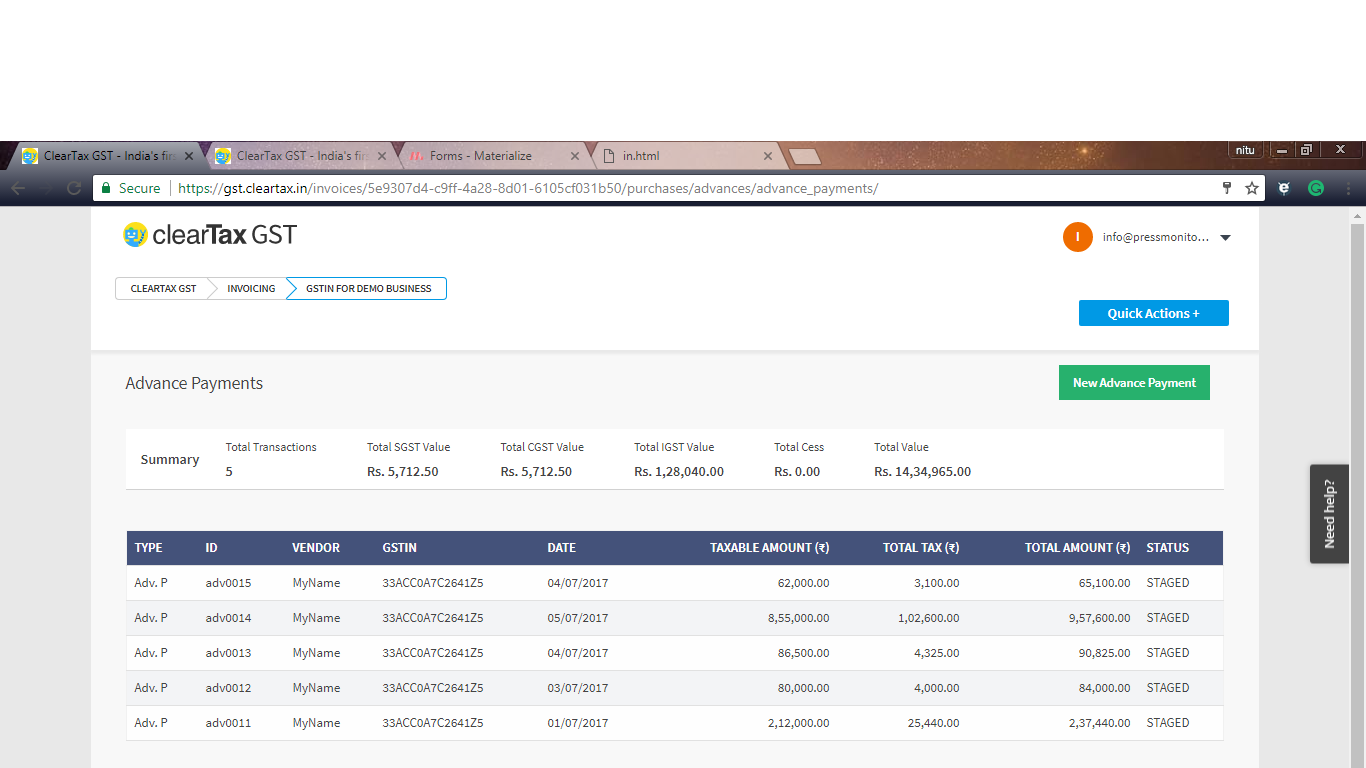 ClearTax GST - India's fir
ClearTax GST - India's fir
Forms - Materialize
in.html
nitu
Secure
https://gst.cleartax.in/invoices/5e9307d4-c9ff-4a28-8d01-6105cf031b50/purchases/advances/advance_payments/
clearTax GST
I info@pressmonito...
CLEARTAX GST INVOICING GSTIN FOR DEMO BUSINESS
Quick Actions +
Advance Payments
New Advance Payment
Summary
Total Transactions Total SGST Value Total CGST Value Total IGST Value Total Cess Total Value
5 Rs. 5,712.50 Rs. 5,712.50 Rs. 1,28,040.00 Rs. 0.00 Rs. 14,34,965.00
Need help?
TYPE ID VENDOR GSTIN DATE TAXABLE AMOUNT (₹) TOTAL TAX (₹) TOTAL AMOUNT (₹) STATUS
Adv. P adv0015 MyName 33ACC0A7C2641Z5 04/07/2017 62,000.00 3,100.00 65,100.00 STAGED
Adv. P adv0014 MyName 33ACC0A7C2641Z5 05/07/2017 8,55,000.00 1,02,600.00 9,57,600.00 STAGED
Adv. P adv0013 MyName 33ACC0A7C2641Z5 04/07/2017 86,500.00 4,325.00 90,825.00 STAGED
Adv. P adv0012 MyName 33ACC0A7C2641Z5 03/07/2017 80,000.00 4,000.00 84,000.00 STAGED
Adv. P adv0011 MyName 33ACC0A7C2641Z5 01/07/2017 2,12,000.00 25,440.00 2,37,440.00 STAGED